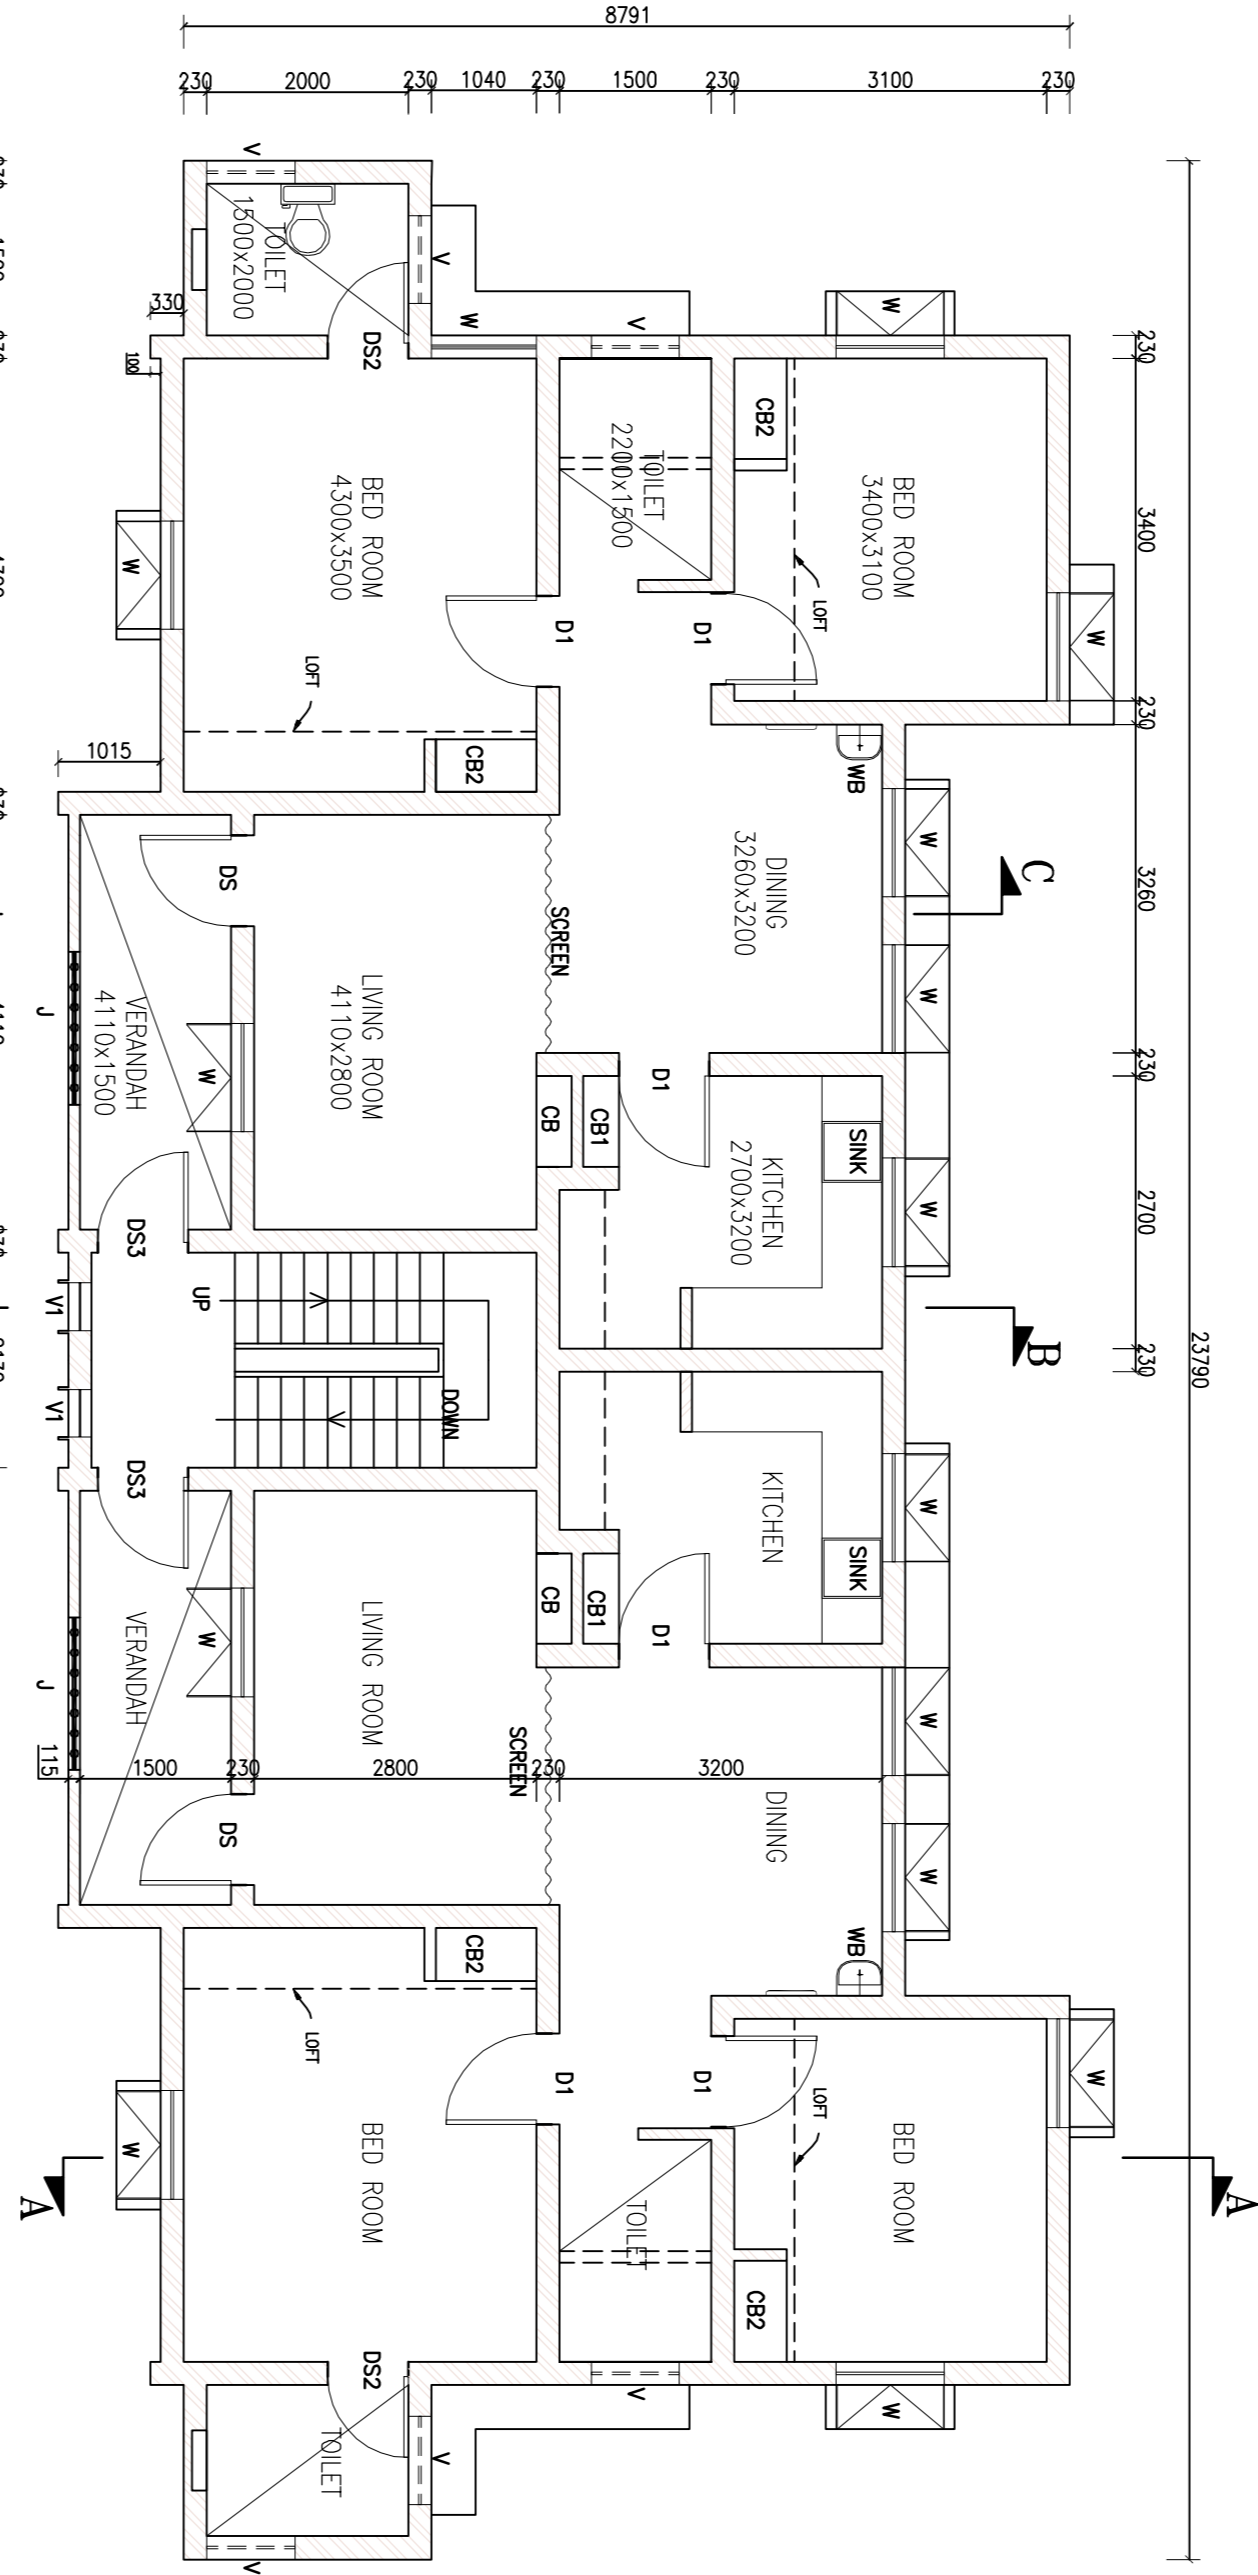 8791
230
2000
230
1040
230
1500
230
3100
230
V
TOILET
1500x2000
V
W
V
W
330
100
DS2
230
CB2
TOILET
2200x1500
BED ROOM
3400x3100
3400
BED ROOM
4300x3500
W
LOFT
W
D1
D1
LOFT
230
1015
CB2
WB
W
C
DINING
3260x3200
3260
DS
SCREEN
W
LIVING ROOM
4110x2800
VERANDAH
4110x1500
J
W
D1
230
CB
CB1
SINK
KITCHEN
2700x3200
W
2700
DS3
UP
V1
B
23790
230
DOWN
V1
DS3
KITCHEN
W
SINK
CB
CB1
D1
LIVING ROOM
VERANDAH
W
J
W
115
1500
230
2800
230
3200
SCREEN
DINING
DS
W
WB
CB2
LOFT
D1
D1
LOFT
W
BED ROOM
BED ROOM
W
A
A
TOILET
CB2
DS2
V
W
TOILET
V
V